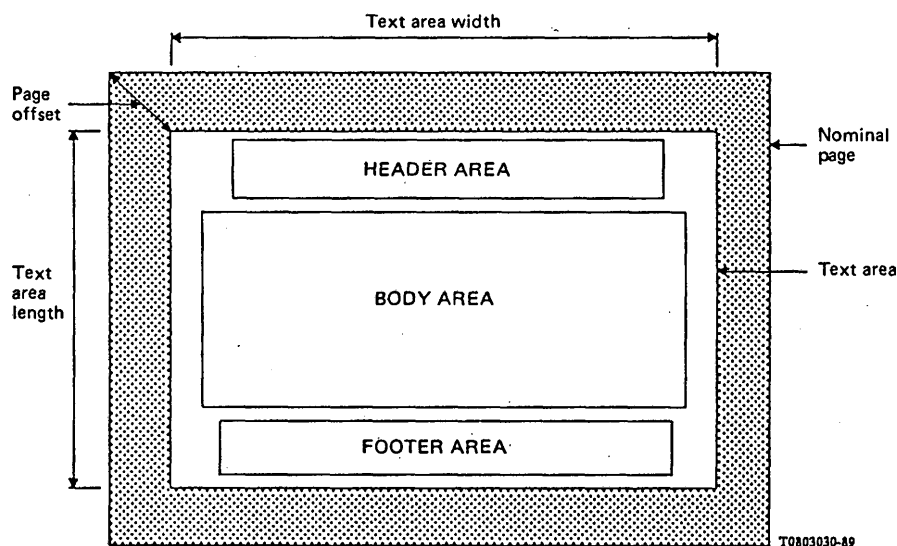 Text area width
Page
offset
Nominal
page
HEADER AREA
Text
area
length
Text area
BODY AREA
FOOTER AREA
T0803030-89